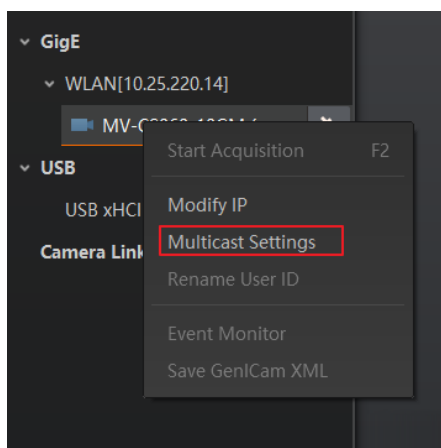 GigE
WLAN[10.25.220.14]
USB
USB xHCI
Camera Link
Start Acquisition F2
Modify IP
Multicast Settings
Rename User ID
Event Monitor
Save GenICam XML